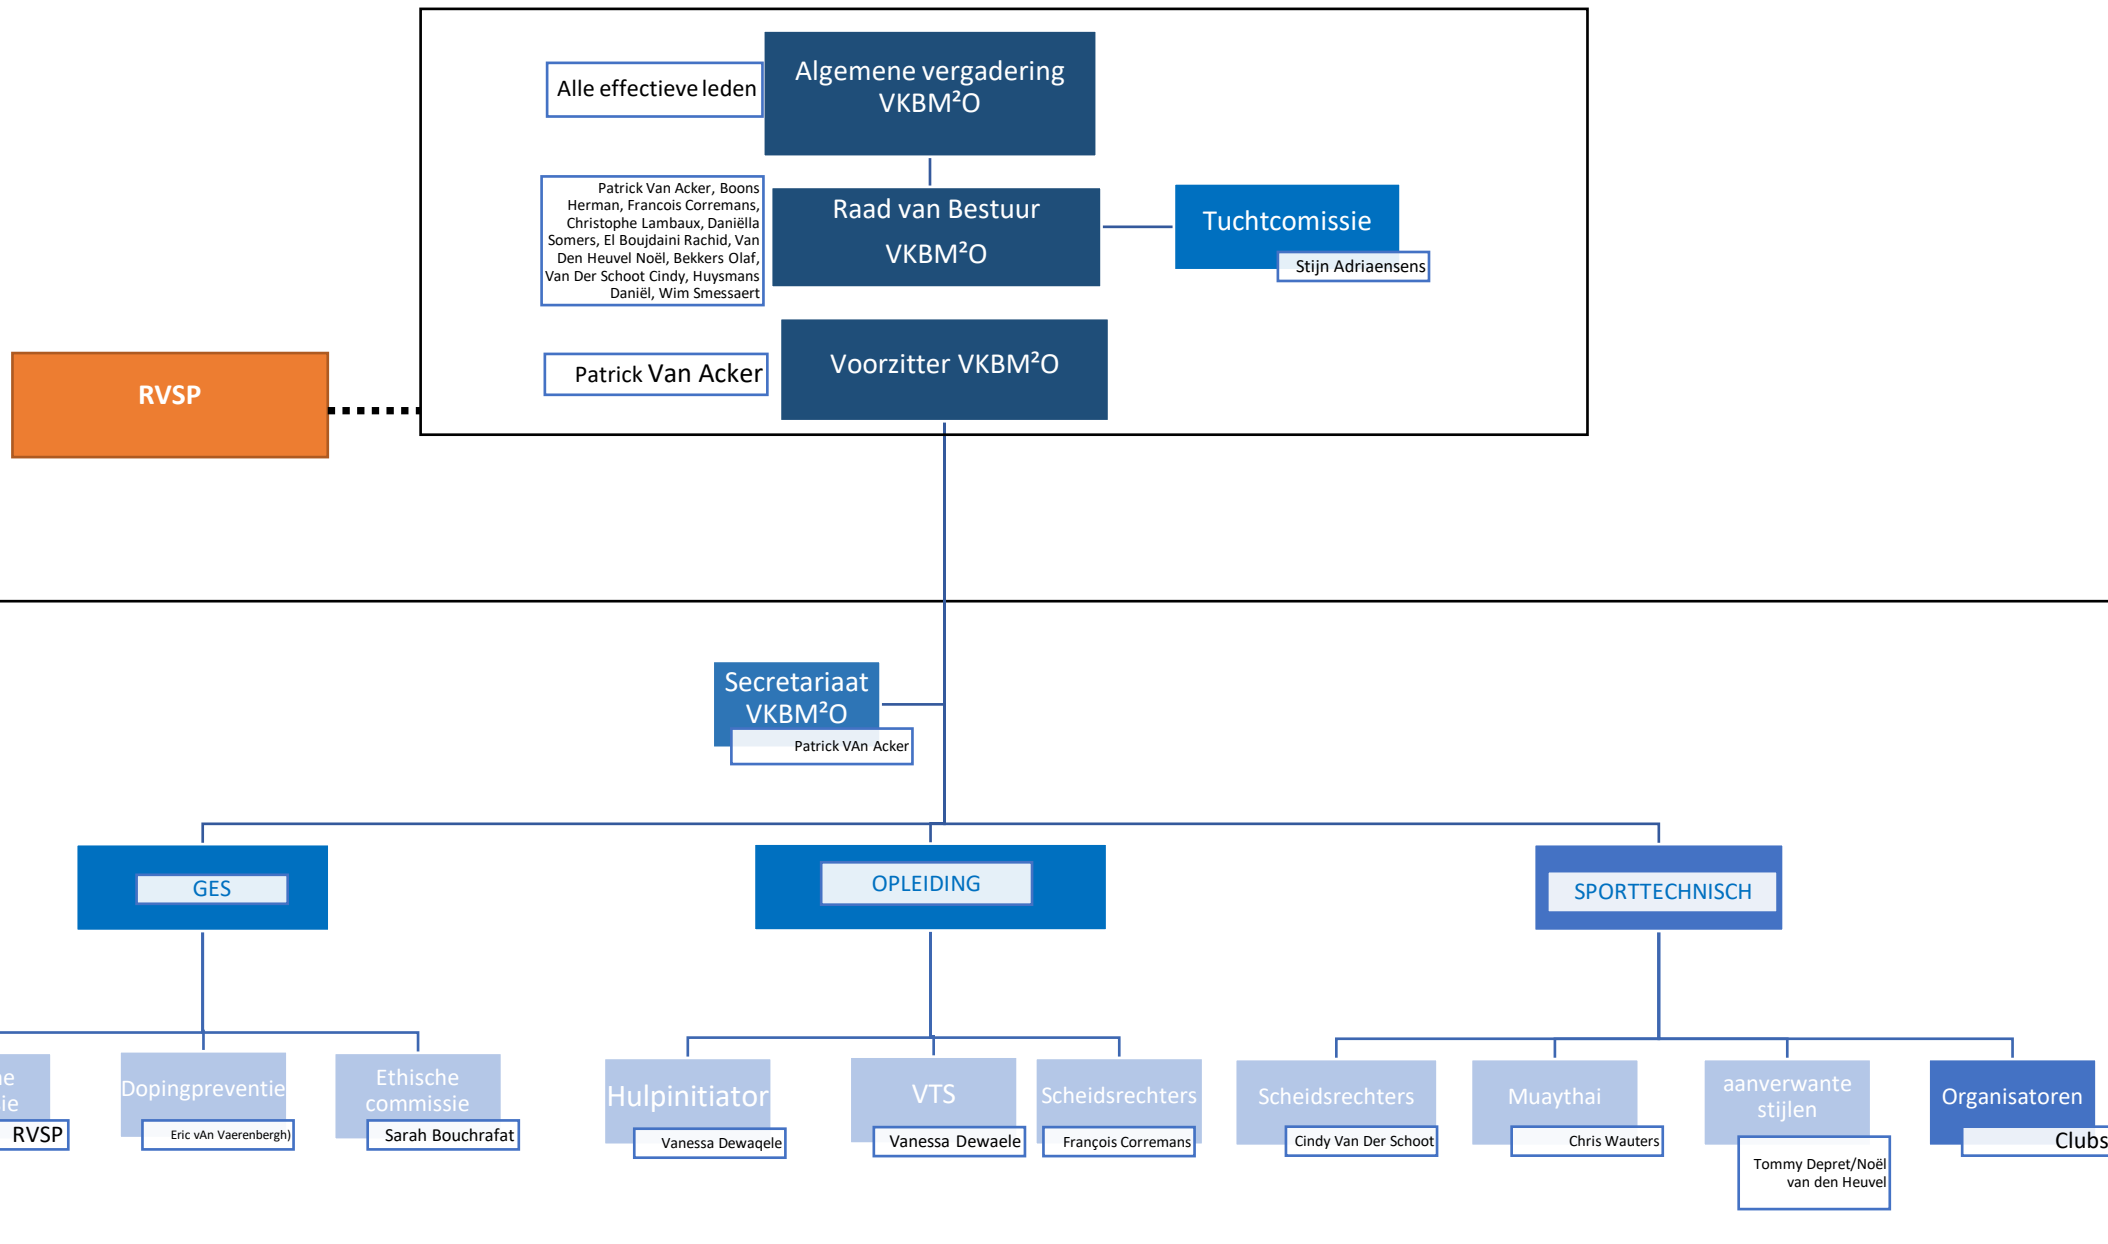 Alle effectieve leden
Algemene vergadering
VKBM²O
Patrick Van Acker, Boons
Herman, Francois Corremans,
Christophe Lambaux, Daniëlla
Somers, El Boujdaini Rachid, Van
Den Heuvel Noël, Bekkers Olaf,
Van Der Schoot Cindy, Huysmans
Daniël, Wim Smessaert
Raad van Bestuur
VKBM²O
Tuchtcomissie
Stijn Adriaensens
Patrick Van Acker
Voorzitter VKBM²O
RVSP
Secretariaat
VKBM²O
Patrick VAn Acker
GES
OPLEIDING
SPORTTECHNISCH
RVSP
Dopingpreventie
Eric vAn Vaerenbergh)
Ethische
commissie
Sarah Bouchrafat
Hulpinitiator
Vanessa Dewaqele
VTS
Vanessa Dewaele
Scheidsrechters
François Corremans
Scheidsrechters
Cindy Van Der Schoot
Muaythai
Chris Wauters
aanverwante
stijlen
Tommy Depret/Noël
van den Heuvel
Organisatoren
Clubs